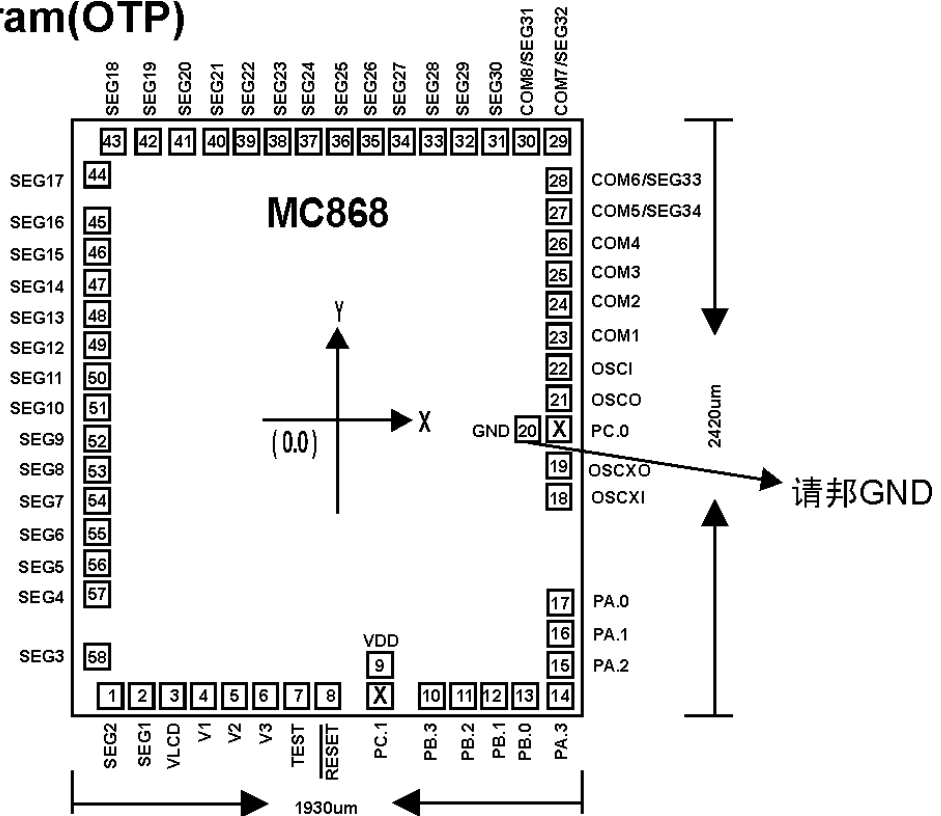 ram(OTP)
SEG18 SEG19 SEG20 SEG21 SEG22 SEG23 SEG24 SEG25 SEG26 SEG27 SEG28 SEG29 SEG30 COM8/SEG31 COM7/SEG32
43 42 41 40 39 38 37 36 35 34 33 32 31 30 29
SEG17 44
28 COM6/SEG33
MC868
27 COM5/SEG34
SEG16 45
26 COM4
SEG15 46
25 COM3
SEG14 47
24 COM2
SEG13 48
Y
23 COM1
SEG12 49
22 OSCI
SEG11 50
21 OSCO
SEG10 51
X
(0.0)
GND 20 X PC.0
2420um
SEG9 52
19 OSCXO
SEG8 53
18 OSCXI
SEG7 54
请邦GND
SEG6 55
SEG5 56
SEG4 57
17 PA.0
16 PA.1
SEG3 58
VDD
9
15 PA.2
1 2 3 4 5 6 7 8 X 10 11 12 13 14
SEG2 SEG1 VLCD V1 V2 V3 TEST RESET PC.1 PB.3 PB.2 PB.1 PB.0 PA.3
1930um